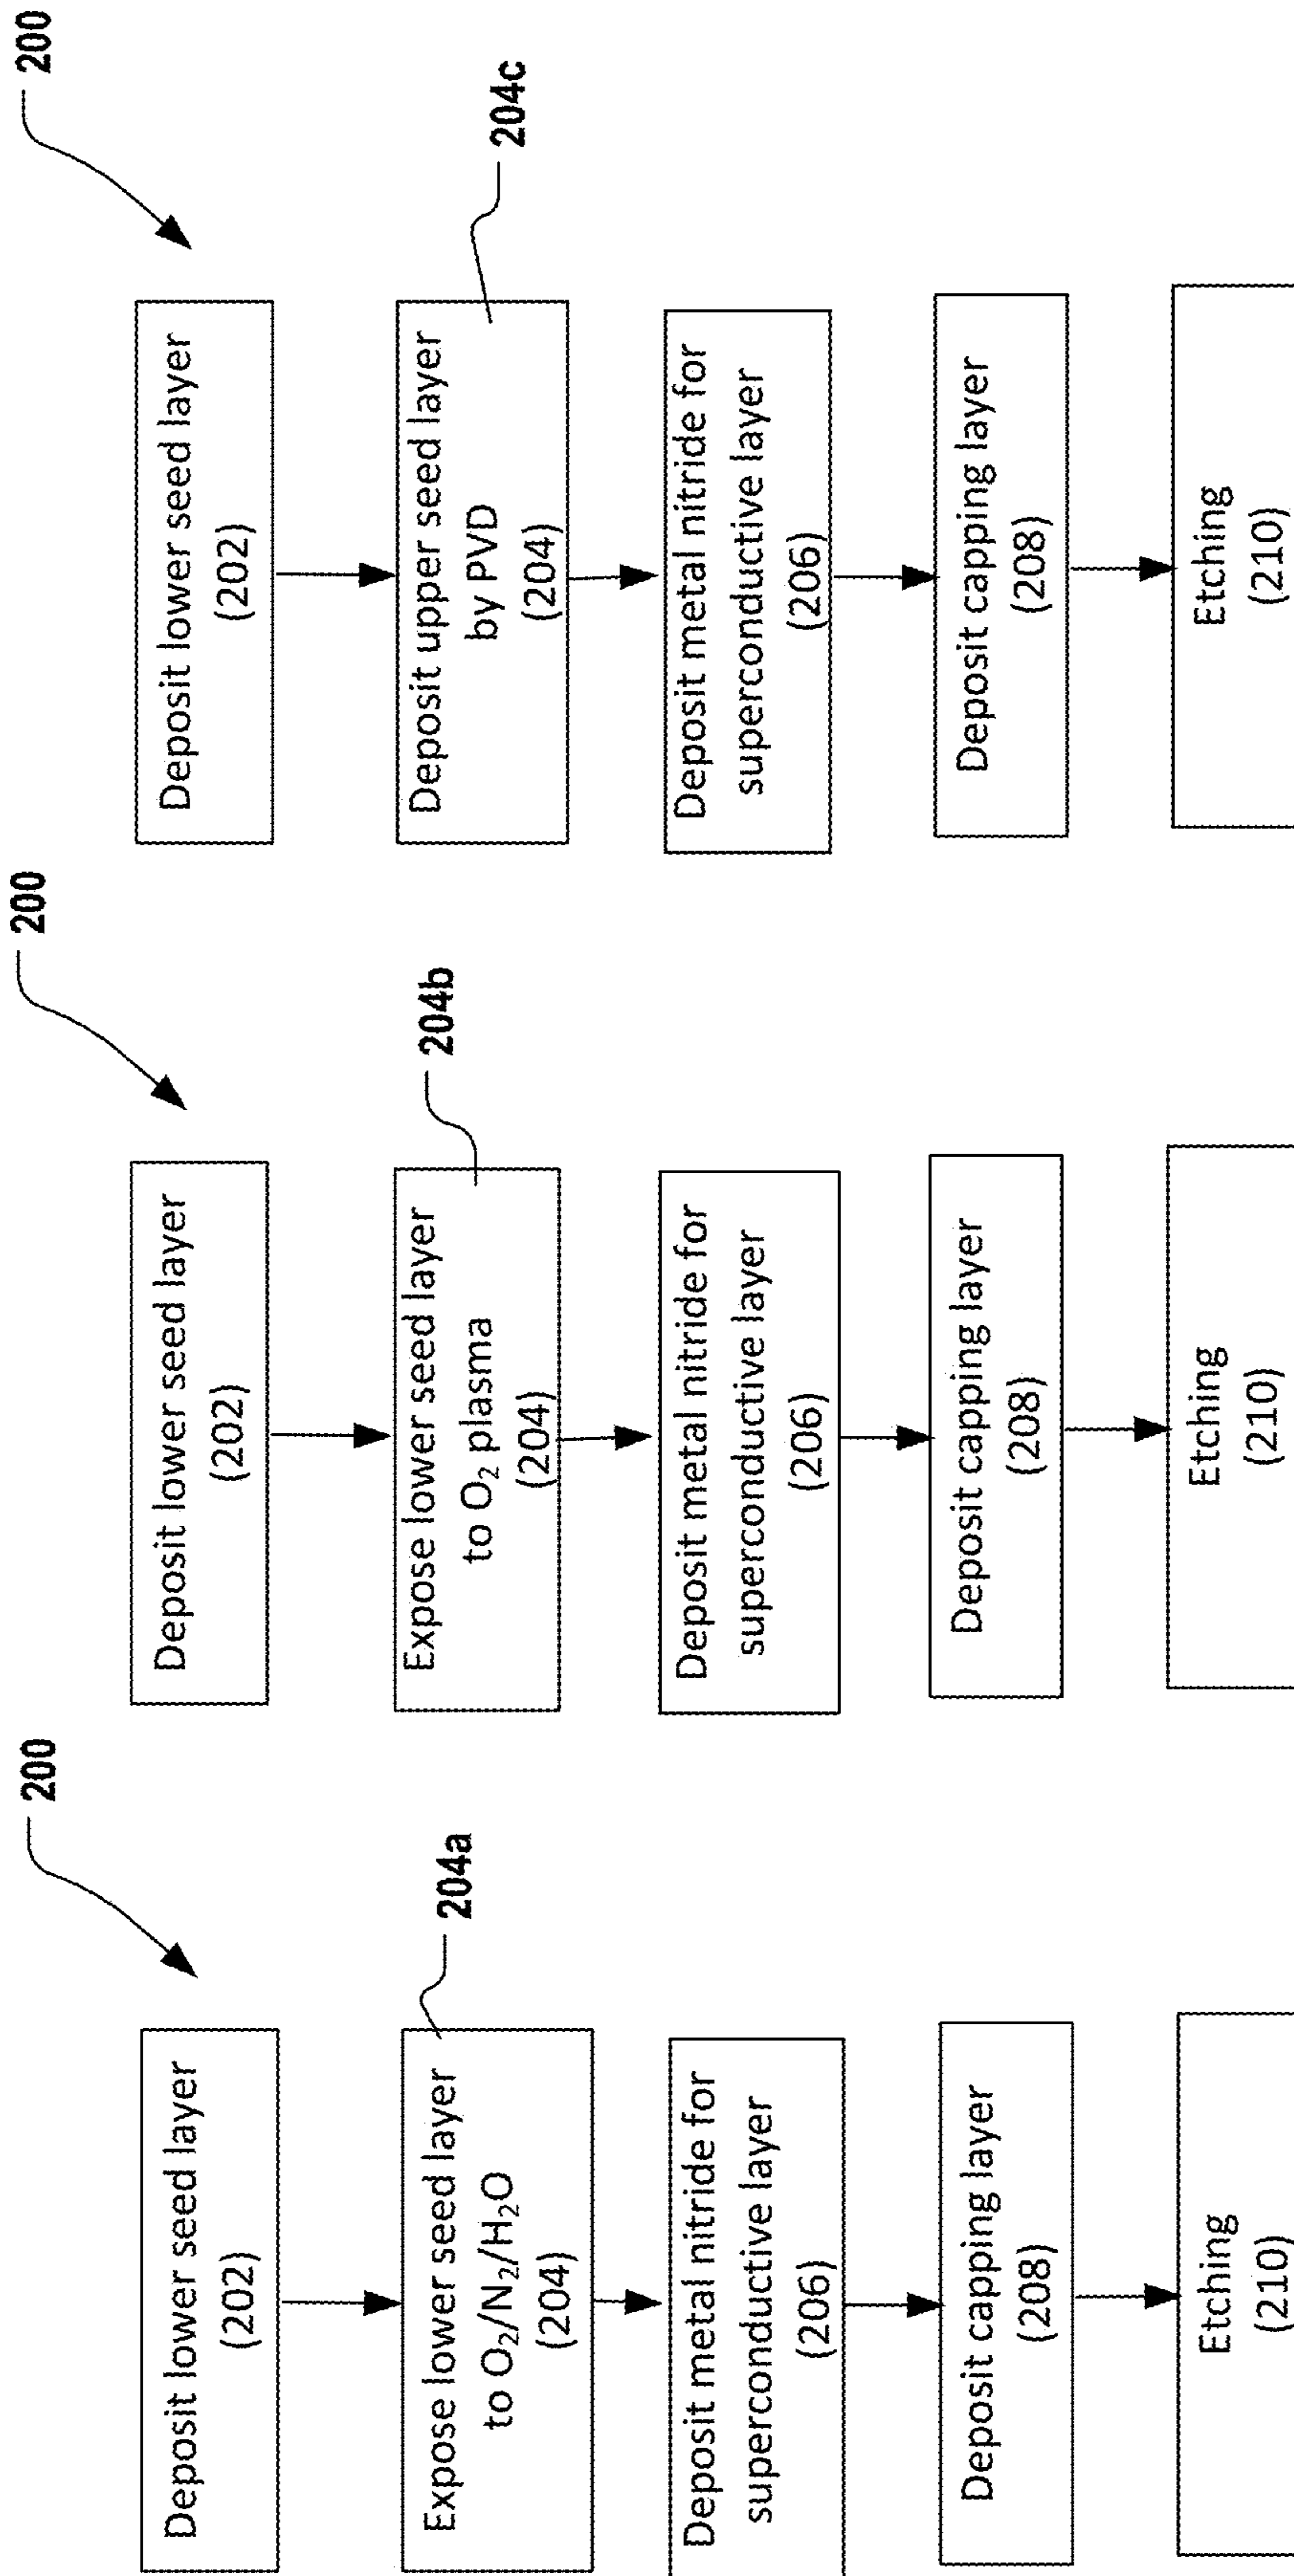 200
Deposit lower seed layer
(202)
204a
Expose lower seed layer
to O₂/N₂/H₂O
(204)
Deposit metal nitride for
superconductive layer
(206)
Deposit capping layer
(208)
Etching
(210)
200
Deposit lower seed layer
(202)
204b
Expose lower seed layer
to O₂ plasma
(204)
Deposit metal nitride for
superconductive layer
(206)
Deposit capping layer
(208)
Etching
(210)
200
Deposit lower seed layer
(202)
204c
Deposit upper seed layer
by PVD
(204)
Deposit metal nitride for
superconductive layer
(206)
Deposit capping layer
(208)
Etching
(210)